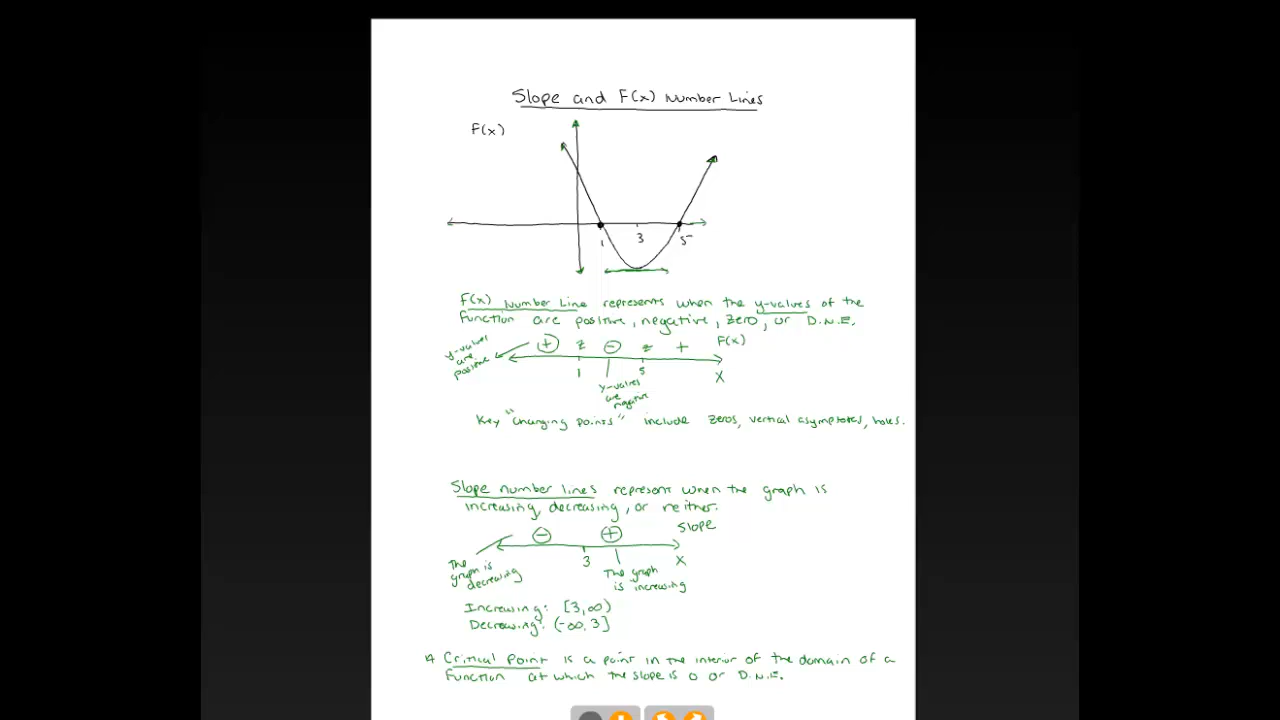 Slope and F(x) Number Lines
F(x)
1 3 5
F(x) Number Line represents when the y-values of the
function are positive, negative, zero, or D.N.E.
y-values are positive
+ z - z + F(x)
1 5 X
y-values are negative
Key "changing points" include zeros, vertical asymptotes, holes.
Slope number lines represent when the graph is
increasing, decreasing, or neither.
- + Slope
3 X
The graph is decreasing
The graph
is increasing
Increasing: [3,∞)
Decreasing: (-∞,3]
* Critical Point is a point in the interior of the domain of a
function at which the slope is 0 or D.N.E.